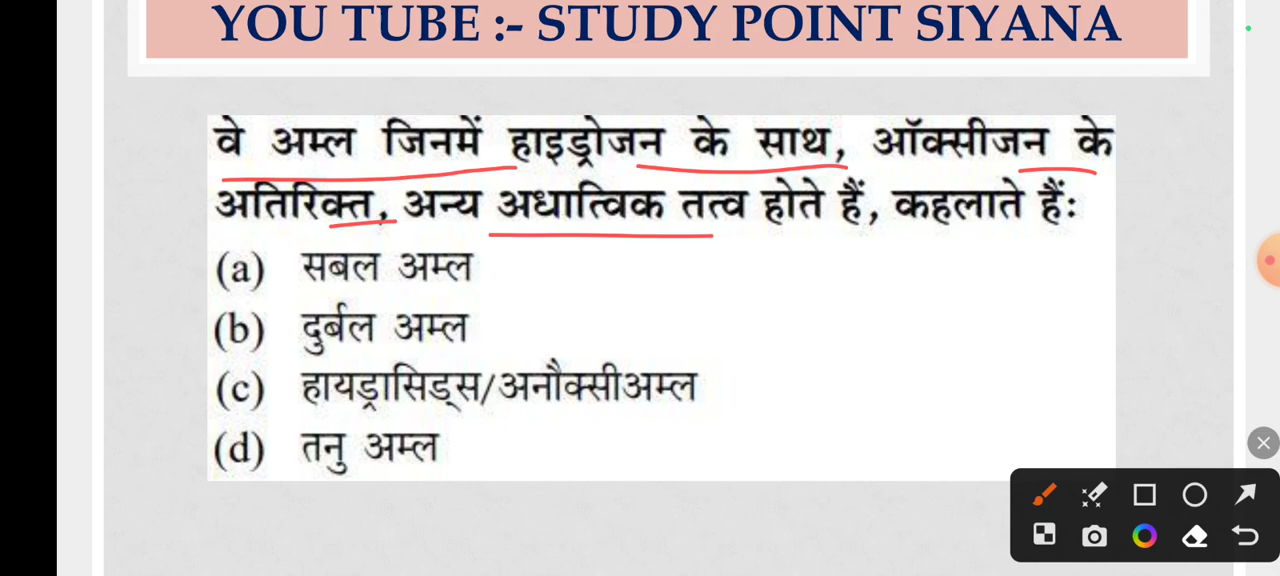 YOU TUBE :- STUDY POINT SIYANA
वे अम्ल जिनमें हाइड्रोजन के साथ, ऑक्सीजन के
अतिरिक्त, अन्य अधात्विक तत्व होते हैं, कहलाते हैं:
(a) सबल अम्ल
(b) दुर्बल अम्ल
(c) हायड्रासिड्स/अनौक्सीअम्ल
(d) तनु अम्ल